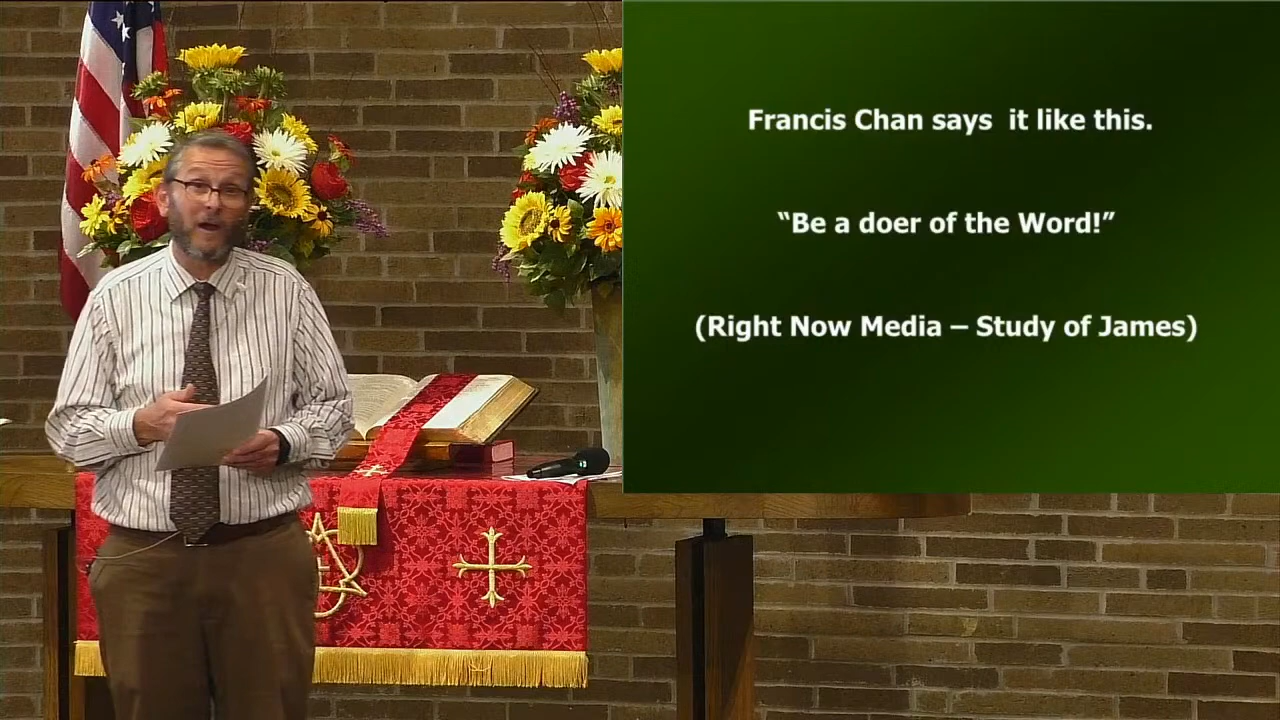 Francis Chan says  it like this.
“Be a doer of the Word!”
(Right Now Media – Study of James)